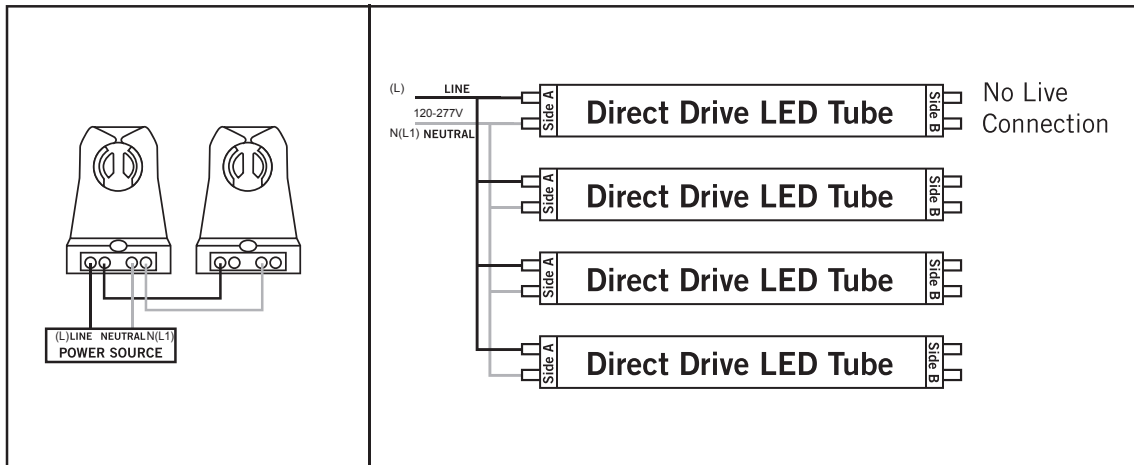 (L)LINE NEUTRALN(L1)
POWER SOURCE
(L) LINE
120-277V
N(L1) NEUTRAL
Side A Direct Drive LED Tube Side B
No Live
Connection
Side A Direct Drive LED Tube Side B
Side A Direct Drive LED Tube Side B
Side A Direct Drive LED Tube Side B